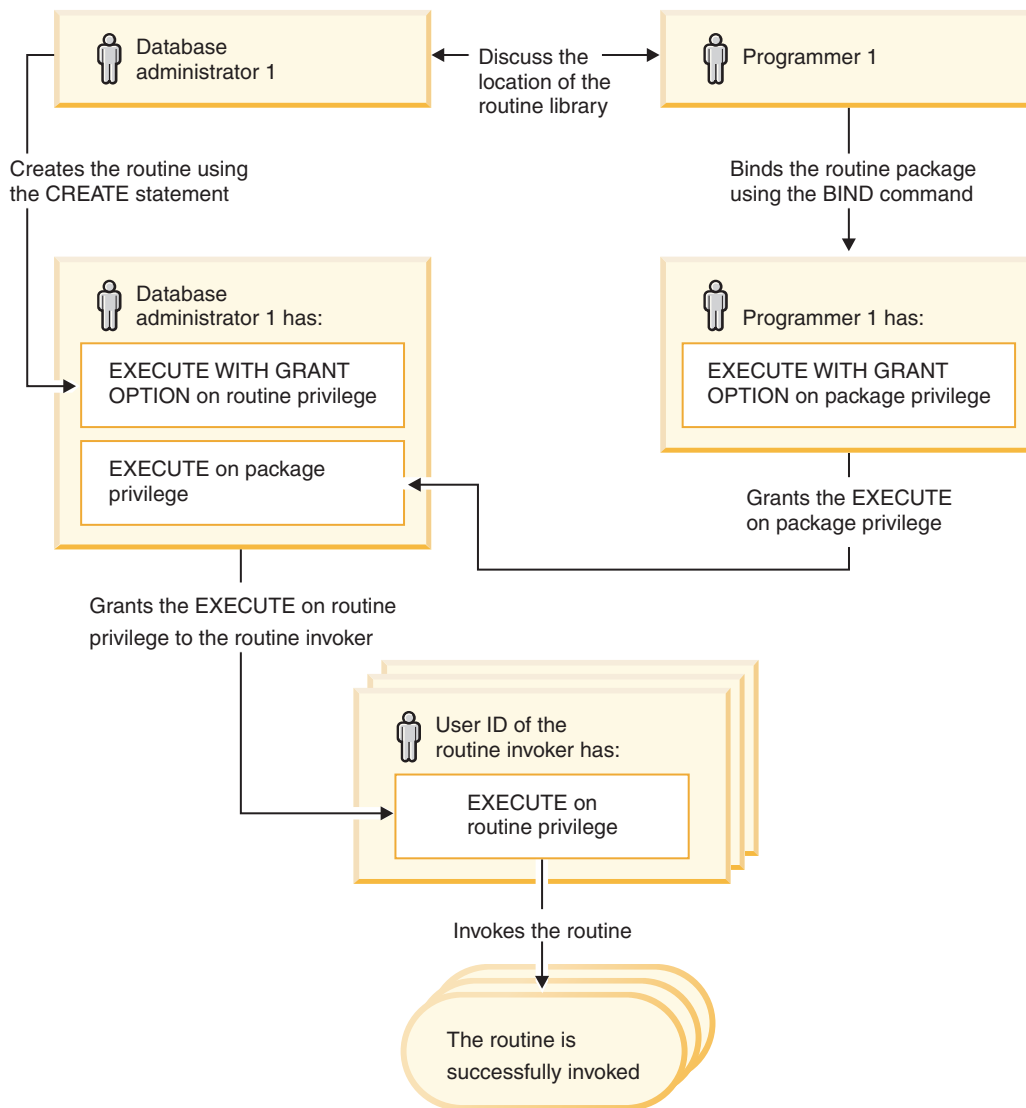 Database
administrator 1
Discuss the
location of the
routine library
Programmer 1
Creates the routine using
the CREATE statement
Binds the routine package
using the BIND command
Database
administrator 1 has:
EXECUTE WITH GRANT
OPTION on routine privilege
EXECUTE on package
privilege
Programmer 1 has:
EXECUTE WITH GRANT
OPTION on package privilege
Grants the EXECUTE
on package privilege
Grants the EXECUTE on routine
privilege to the routine invoker
User ID of the
routine invoker has:
EXECUTE on
routine privilege
Invokes the routine
The routine is
successfully invoked